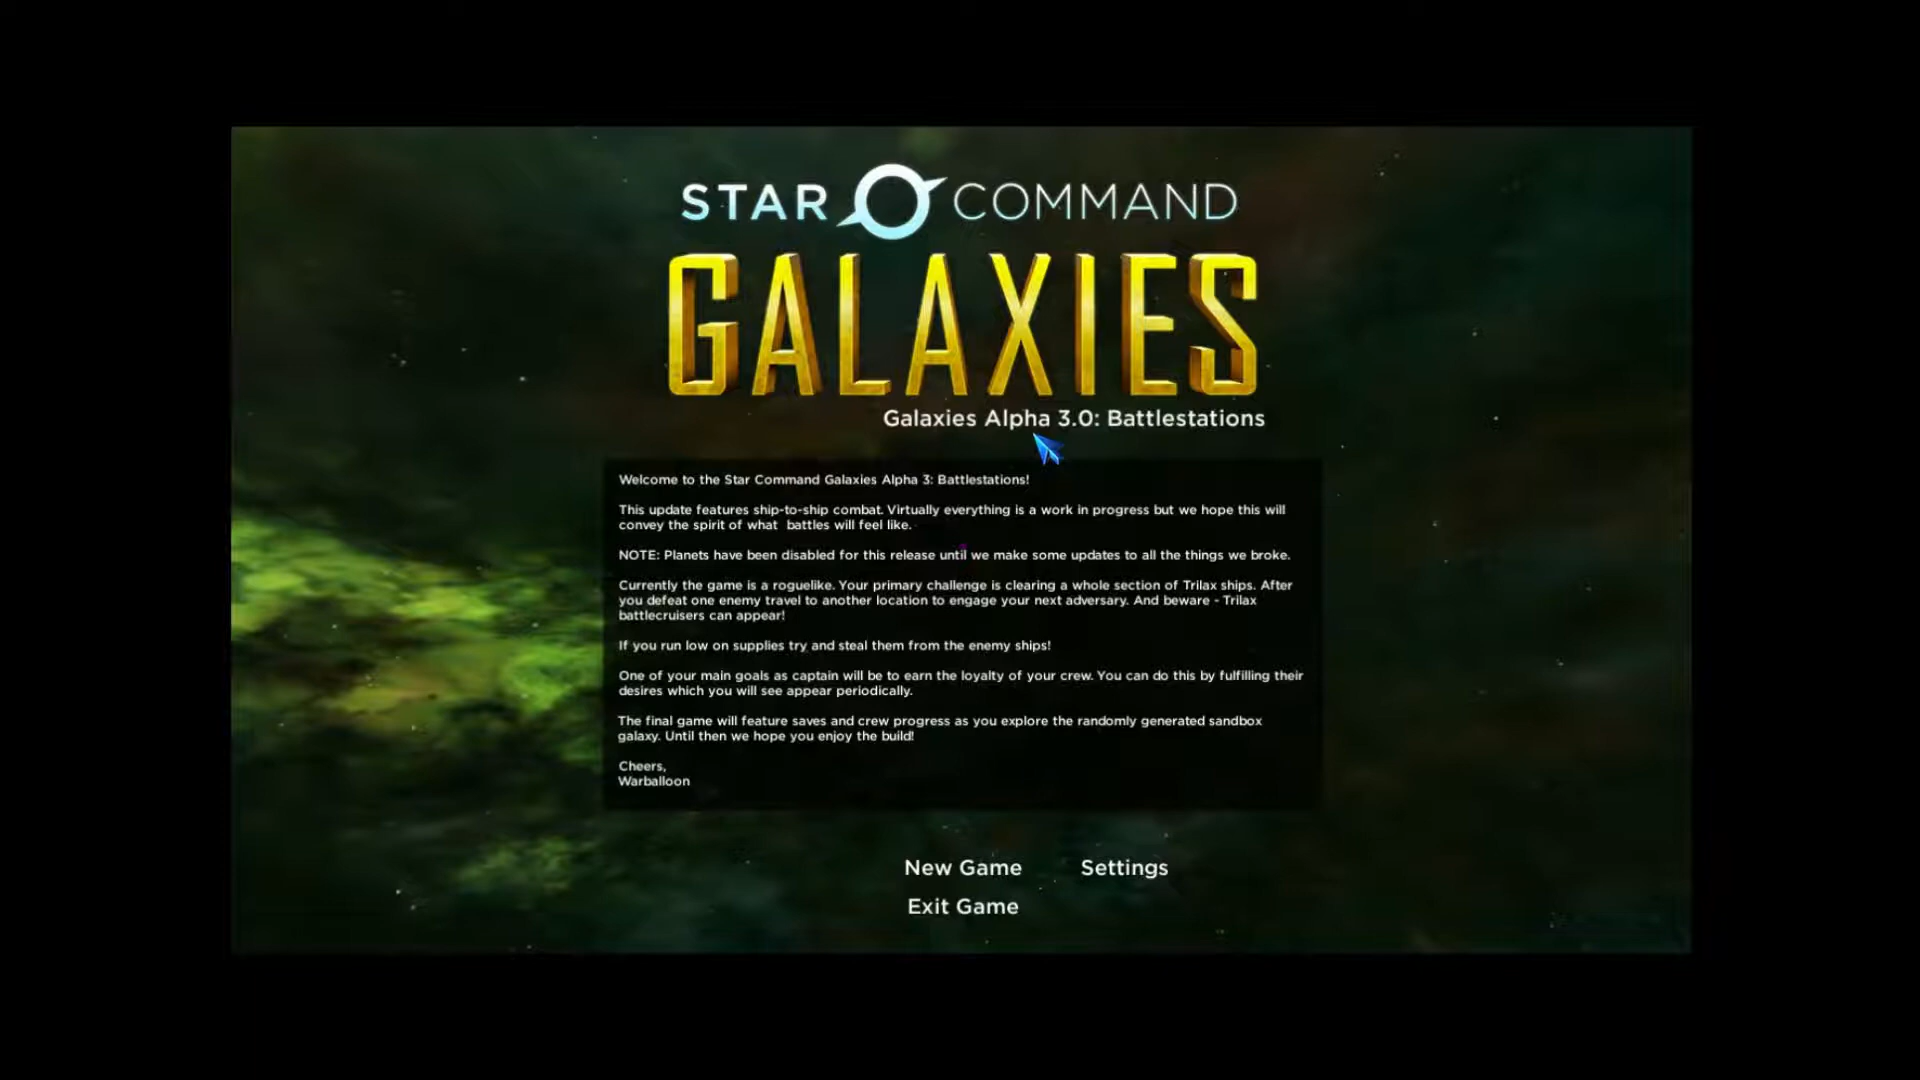 STAR COMMAND
GALAXIES
Galaxies Alpha 3.0: Battlestations
Welcome to the Star Command Galaxies Alpha 3: Battlestations!
This update features ship-to-ship combat. Virtually everything is a work in progress but we hope this will
convey the spirit of what  battles will feel like.
NOTE: Planets have been disabled for this release until we make some updates to all the things we broke.
Currently the game is a roguelike. Your primary challenge is clearing a whole section of Trilax ships. After
you defeat one enemy travel to another location to engage your next adversary. And beware - Trilax
battlecruisers can appear!
If you run low on supplies try and steal them from the enemy ships!
One of your main goals as captain will be to earn the loyalty of your crew. You can do this by fulfilling their
desires which you will see appear periodically.
The final game will feature saves and crew progress as you explore the randomly generated sandbox
galaxy. Until then we hope you enjoy the build!
Cheers,
Warballoon
New Game Settings
Exit Game